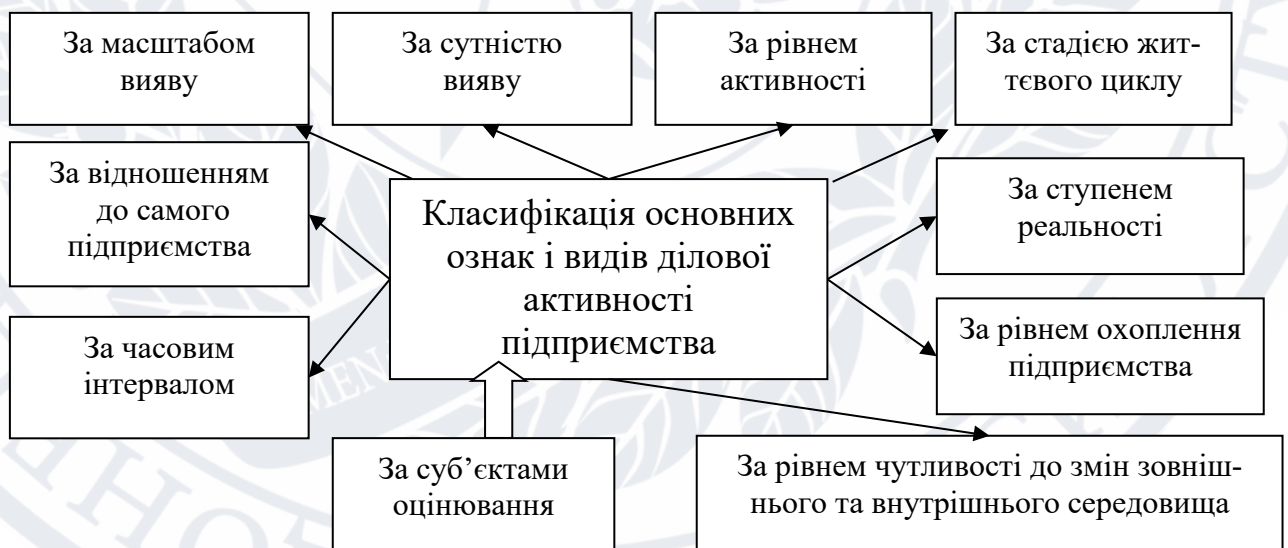 За масштабом
вияву
За сутністю
вияву
За рівнем
активності
За стадією жит-
тєвого циклу
За відношенням
до самого
підприємства
Класифікація основних
ознак і видів ділової
активності
підприємства
За ступенем
реальності
За часовим
інтервалом
За рівнем охоплення
підприємства
За суб’єктами
оцінювання
За рівнем чутливості до змін зовніш-
нього та внутрішнього середовища